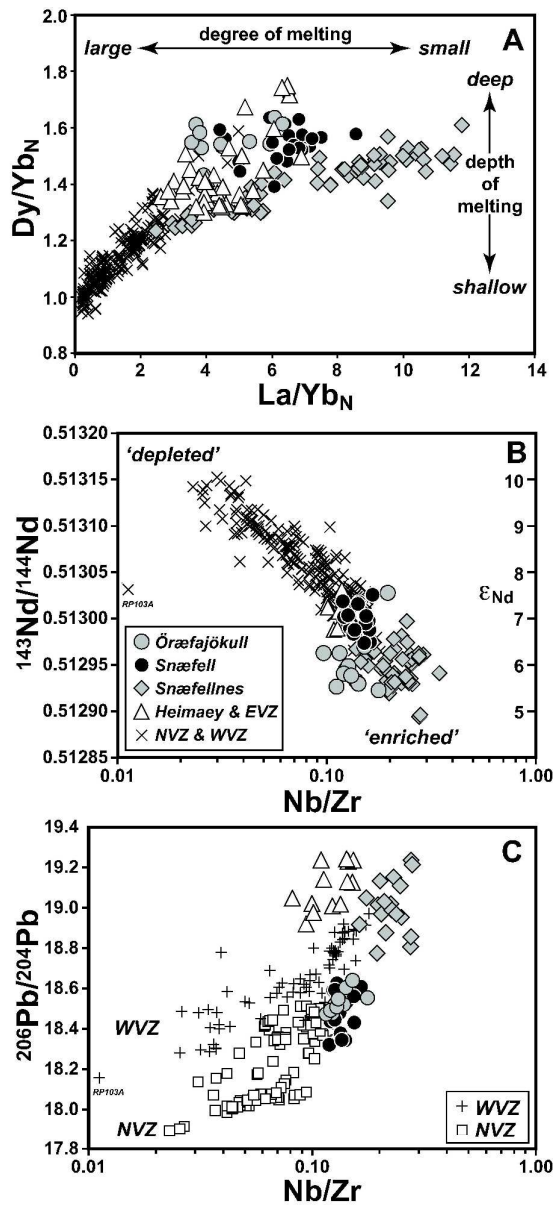 2.0
1.8
1.6
1.4
1.2
1.0
0.8
Dy/YbN
large
degree of melting
small
A
deep
depth
of
melting
shallow
0 2 4 6 8 10 12 14
La/YbN
0.51320
0.51315
0.51310
0.51305
0.51300
0.51295
0.51290
0.51285
143Nd/144Nd
'depleted'
B
10
9
8
7
6
5
εNd
RP103A
Öræfajökull
Snæfell
Snæfellnes
Heimaey & EVZ
NVZ & WVZ
'enriched'
0.01 0.10 1.00
Nb/Zr
19.4
19.2
19.0
18.8
18.6
18.4
18.2
18.0
17.8
206Pb/204Pb
C
WVZ
RP103A
NVZ
WVZ
NVZ
0.01 0.10 1.00
Nb/Zr